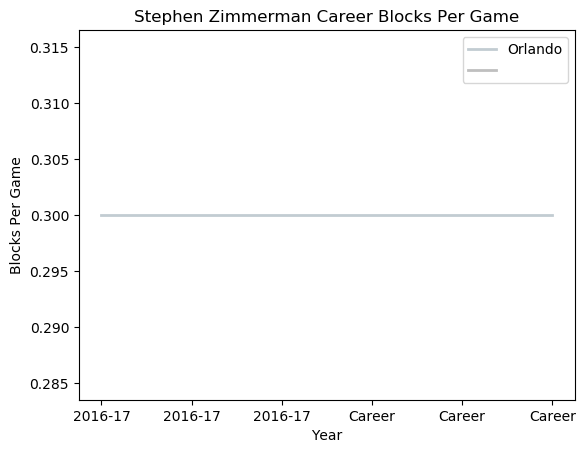 Stephen Zimmerman Career Blocks Per Game
Orlando
0.315
0.310
0.305
0.300
0.295
0.290
0.285
Blocks Per Game
2016-17 2016-17 2016-17 Career Career Career
Year